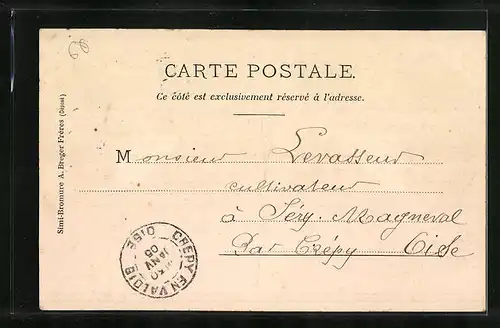 CARTE POSTALE.
Ce côté est exclusivement réservé à l'adresse.
Monsieur Levasseur
cultivateur
à Séry-Magneval
Par Crépy Oise
Simi-Bromure A. Breger Frères
CREPY-EN-VALOIS
OISE
JANV
05